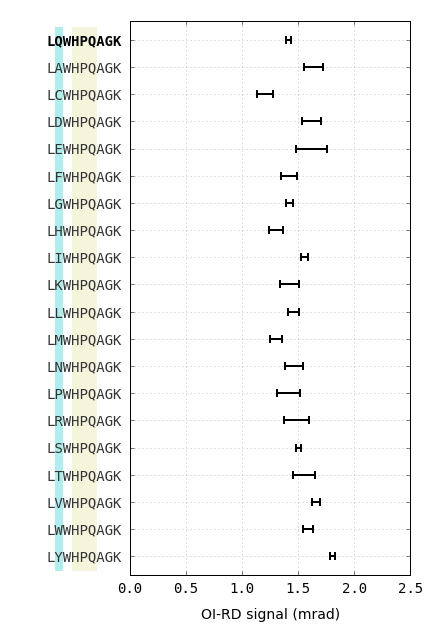 LQWHPQAGK
LAWHPQAGK
LCWHPQAGK
LDWHPQAGK
LEWHPQAGK
LFWHPQAGK
LGWHPQAGK
LHWHPQAGK
LIWHPQAGK
LKWHPQAGK
LLWHPQAGK
LMWHPQAGK
LNWHPQAGK
LPWHPQAGK
LRWHPQAGK
LSWHPQAGK
LTWHPQAGK
LVWHPQAGK
LWWHPQAGK
LYWHPQAGK
0.0 0.5 1.0 1.5 2.0 2.5
OI-RD signal (mrad)